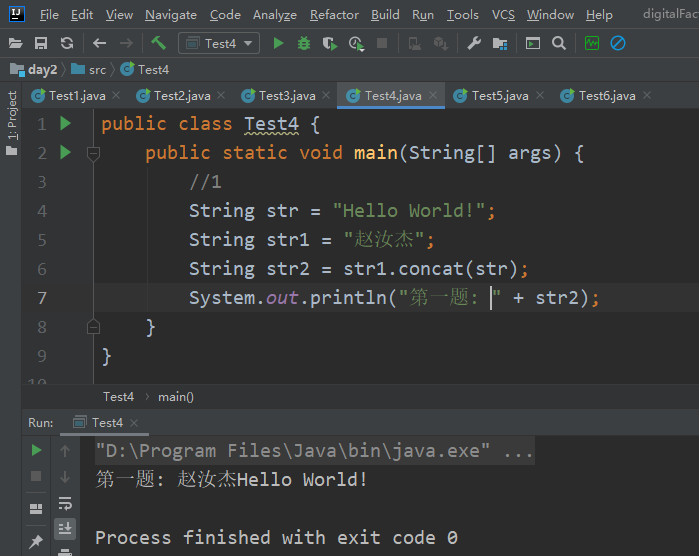 IJ File Edit View Navigate Code Analyze Refactor Build Run Tools VCS Window Help digitalFac
Test4
day2 src Test4
Test1.java Test2.java Test3.java Test4.java Test5.java Test6.java
1: Project
1 public class Test4 {
2 public static void main(String[] args) {
3 //1
4 String str = "Hello World!";
5 String str1 = "赵汝杰";
6 String str2 = str1.concat(str);
7 System.out.println("第一题: " + str2);
8 }
9 }
10
Test4 main()
Run: Test4
"D:\Program Files\Java\bin\java.exe" ...
第一题: 赵汝杰Hello World!
Process finished with exit code 0